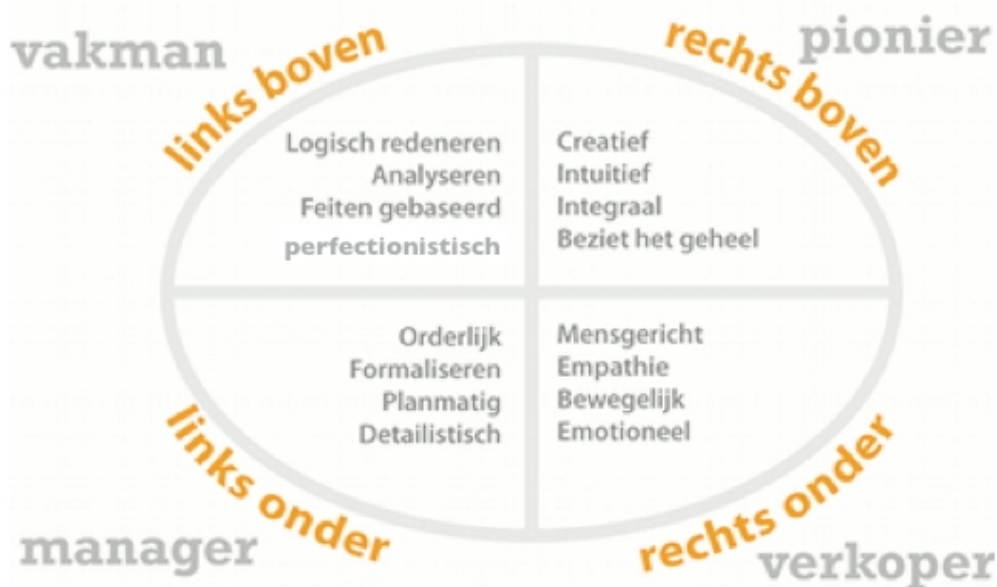 vakman
pionier
links boven
rechts boven
Logisch redeneren
Analyseren
Feiten gebaseerd
perfectionistisch
Creatief
Intuitief
Integraal
Beziet het geheel
Orderlijk
Formaliseren
Planmatig
Detailistisch
Mensgericht
Empathie
Bewegelijk
Emotioneel
links onder
rechts onder
manager
verkoper